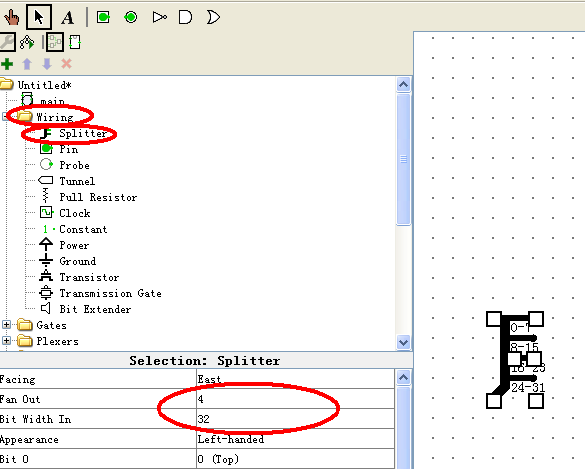 A
Untitled*
main
Wiring
Splitter
Pin
Probe
Tunnel
Pull Resistor
Clock
1 Constant
Power
Ground
Transistor
Transmission Gate
Bit Extender
Gates
Plexers
Selection: Splitter
Facing East
Fan Out 4
Bit Width In 32
Appearance Left-handed
Bit 0 0 (Top)
0-7
8-15
16-23
24-31